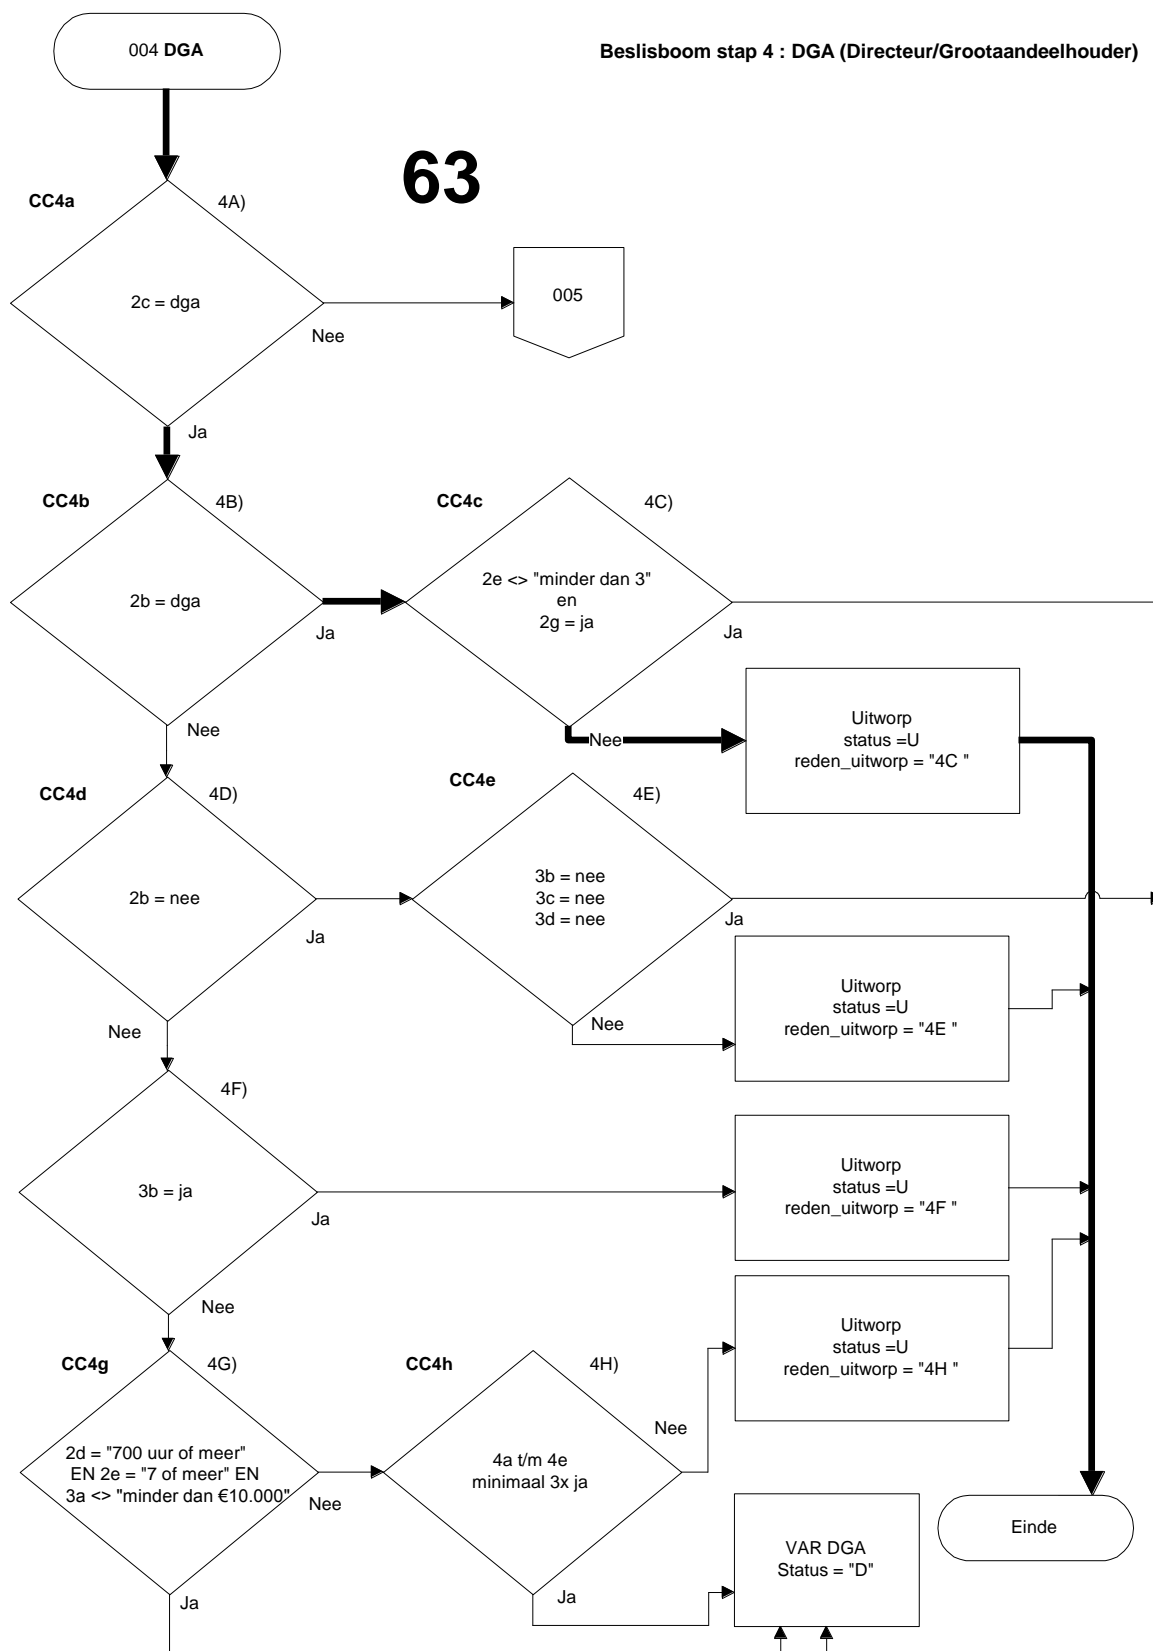 004 DGA
Beslisboom stap 4 : DGA (Directeur/Grootaandeelhouder)
63
CC4a
4A)
2c = dga
005
Nee
Ja
CC4b
4B)
2b = dga
Ja
Nee
CC4c
4C)
2e <> "minder dan 3"
en
2g = ja
Ja
Nee
Uitworp
status =U
reden_uitworp = "4C "
CC4d
4D)
2b = nee
Ja
Nee
CC4e
4E)
3b = nee
3c = nee
3d = nee
Ja
Nee
Uitworp
status =U
reden_uitworp = "4E "
4F)
3b = ja
Ja
Nee
Uitworp
status =U
reden_uitworp = "4F "
CC4g
4G)
2d = "700 uur of meer"
EN 2e = "7 of meer" EN
3a <> "minder dan €10.000"
Nee
Ja
CC4h
4H)
4a t/m 4e
minimaal 3x ja
Nee
Ja
Uitworp
status =U
reden_uitworp = "4H "
VAR DGA
Status = "D"
Einde